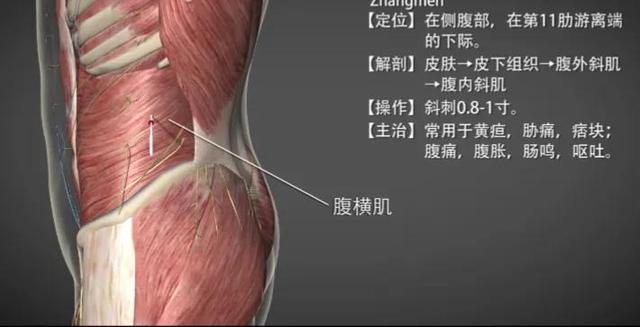 Zhangmen
【定位】在侧腹部，在第11肋游离端
的下际。
【解剖】皮肤→皮下组织→腹外斜肌
→腹内斜肌
【操作】斜刺0.8-1寸。
【主治】常用于黄疸，胁痛，痞块；
腹痛，腹胀，肠鸣，呕吐。
腹横肌